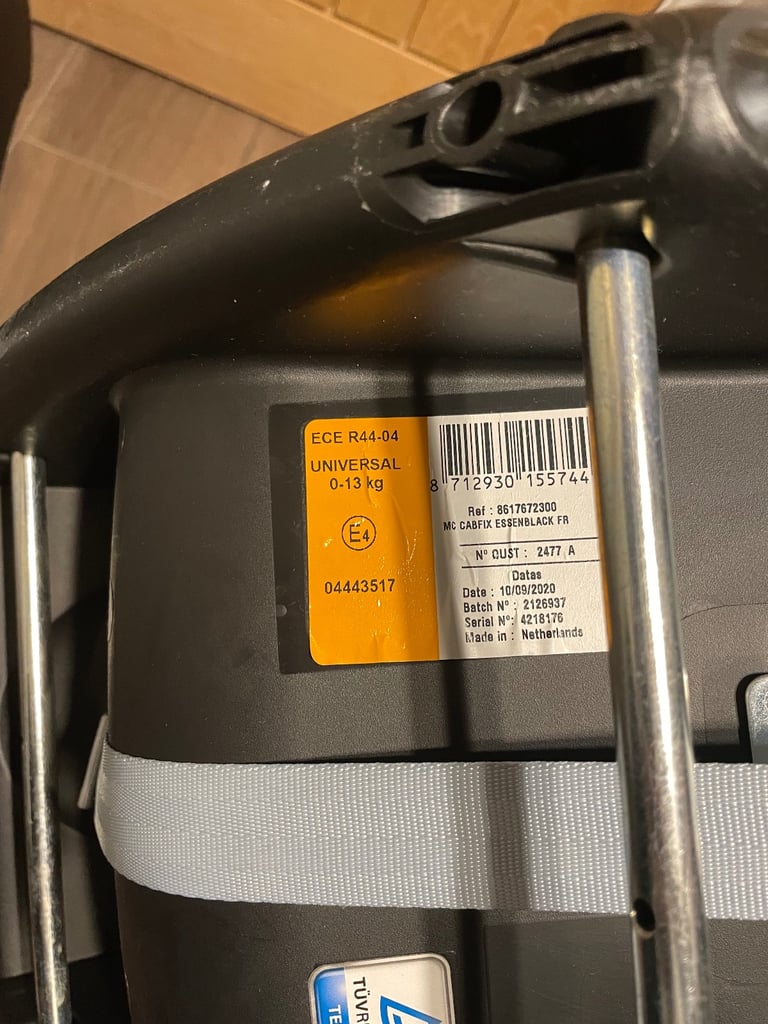 ECE R44-04
UNIVERSAL
0-13 kg
E4
04443517
8 712930 155744
Ref : 8617672300
MC CABFIX ESSENBLACK FR
N° CUST : 2477 A
Datas
Date : 10/09/2020
Batch N° : 2126937
Serial N°: 4218176
Made in : Netherlands